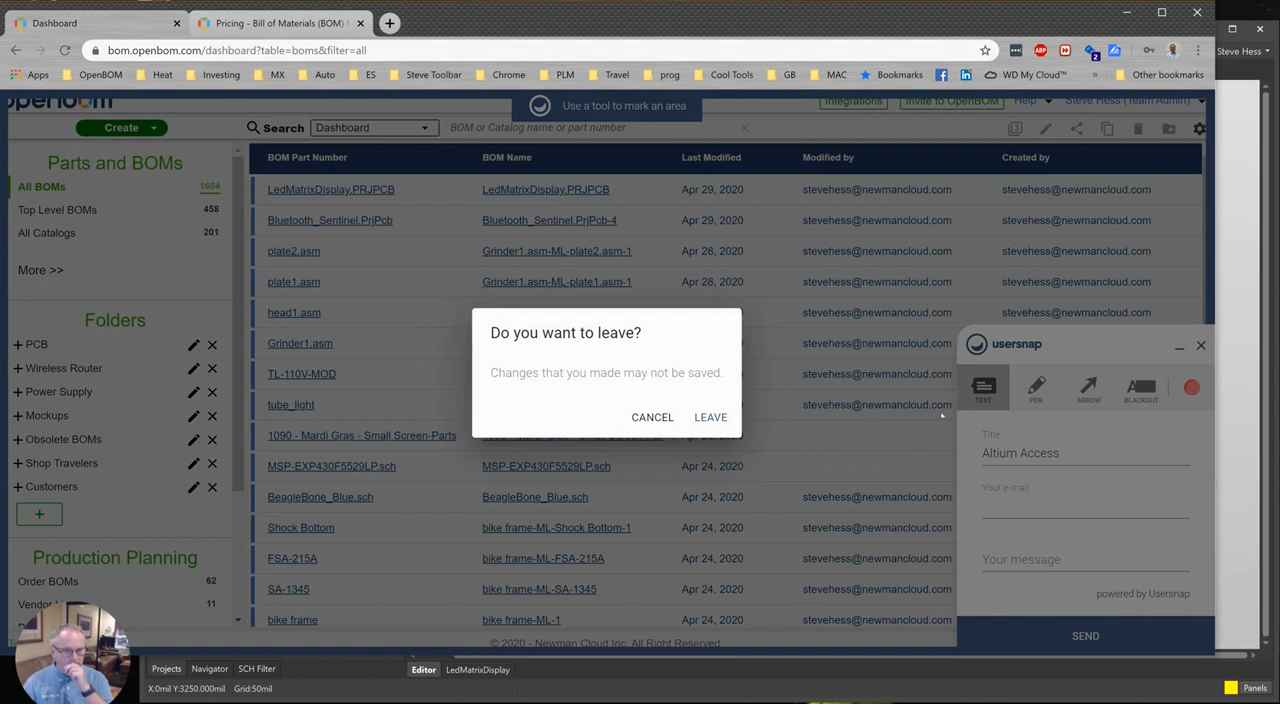 Dashboard
Pricing - Bill of Materials (BOM)
Steve Hess
bom.openbom.com/dashboard?table=boms&filter=all
ABP
2
Apps
OpenBOM
Heat
Investing
MX
Auto
ES
Steve Toolbar
Chrome
PLM
Travel
prog
Cool Tools
GB
MAC
Bookmarks
WD My Cloud™
Other bookmarks
openbom
Use a tool to mark an area
Integrations
Invite to OpenBOM
Help
Steve Hess (Team Admin)
Create
Search
Dashboard
BOM or Catalog name or part number
Parts and BOMs
All BOMs 1604
Top Level BOMs 458
All Catalogs 201
More >>
Folders
PCB
Wireless Router
Power Supply
Mockups
Obsolete BOMs
Shop Travelers
Customers
Production Planning
Order BOMs 62
Vendor 11
BOM Part Number BOM Name Last Modified Modified by Created by
LedMatrixDisplay.PRJPCB LedMatrixDisplay.PRJPCB Apr 29, 2020 stevehess@newmancloud.com stevehess@newmancloud.com
Bluetooth_Sentinel.PrjPcb Bluetooth_Sentinel.PrjPcb-4 Apr 29, 2020 stevehess@newmancloud.com stevehess@newmancloud.com
plate2.asm Grinder1.asm-ML-plate2.asm-1 Apr 28, 2020 stevehess@newmancloud.com stevehess@newmancloud.com
plate1.asm Grinder1.asm-ML-plate1.asm-1 Apr 28, 2020 stevehess@newmancloud.com stevehess@newmancloud.com
head1.asm stevehess@newmancloud.com stevehess@newmancloud.com
Grinder1.asm stevehess@newmancloud.com
TL-110V-MOD stevehess@newmancloud.com
tube_light stevehess@newmancloud.com
1090 - Mardi Gras - Small Screen-Parts
MSP-EXP430F5529LP.sch MSP-EXP430F5529LP.sch Apr 24, 2020
BeagleBone_Blue.sch BeagleBone_Blue.sch Apr 24, 2020 stevehess@newmancloud.com
Shock Bottom bike frame-ML-Shock Bottom-1 Apr 24, 2020 stevehess@newmancloud.com
FSA-215A bike frame-ML-FSA-215A Apr 24, 2020 stevehess@newmancloud.com
SA-1345 bike frame-ML-SA-1345 Apr 24, 2020 stevehess@newmancloud.com
bike frame bike frame-ML-1 Apr 24, 2020 stevehess@newmancloud.com
© 2020 - Newman Cloud Inc. All Right Reserved.
Do you want to leave?
Changes that you made may not be saved.
CANCEL LEAVE
usersnap
TEXT PEN ARROW BLACKOUT
Title
Altium Access
Your e-mail
Your message
powered by Usersnap
SEND
Projects Navigator SCH Filter
Editor LedMatrixDisplay
X:0mil Y:3250.000mil Grid:50mil
Panels